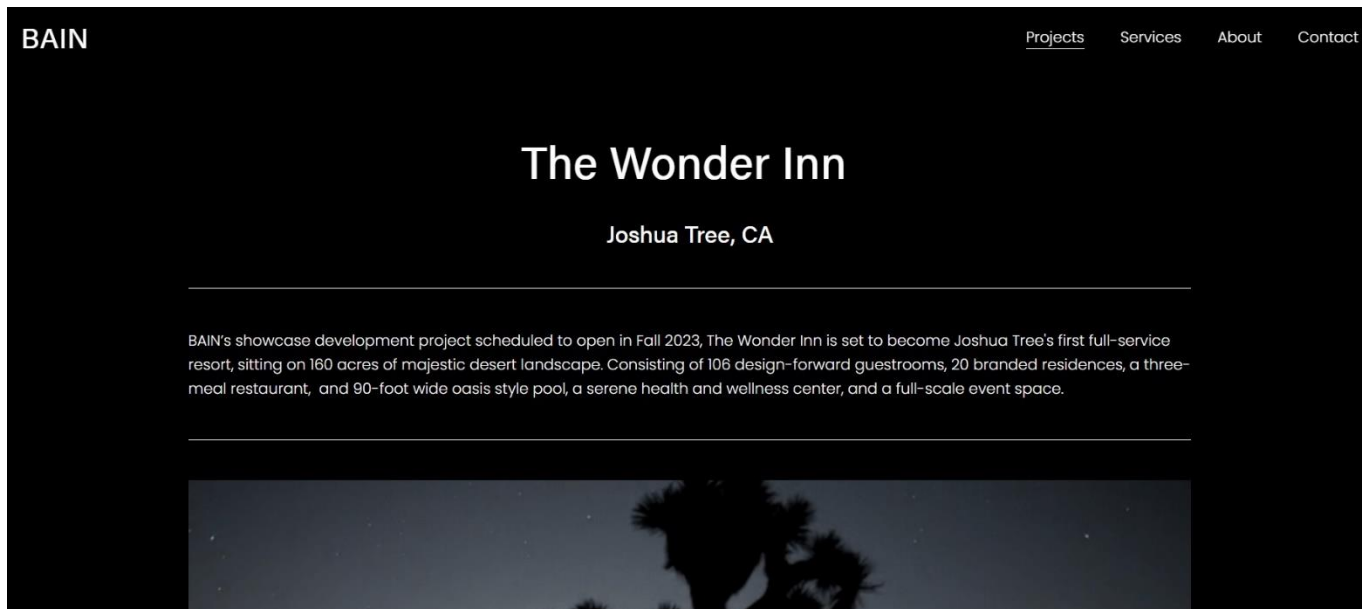 BAIN
Projects Services About Contact
The Wonder Inn
Joshua Tree, CA
BAIN’s showcase development project scheduled to open in Fall 2023, The Wonder Inn is set to become Joshua Tree's first full-service
resort, sitting on 160 acres of majestic desert landscape. Consisting of 106 design-forward guestrooms, 20 branded residences, a three-
meal restaurant,  and 90-foot wide oasis style pool, a serene health and wellness center, and a full-scale event space.